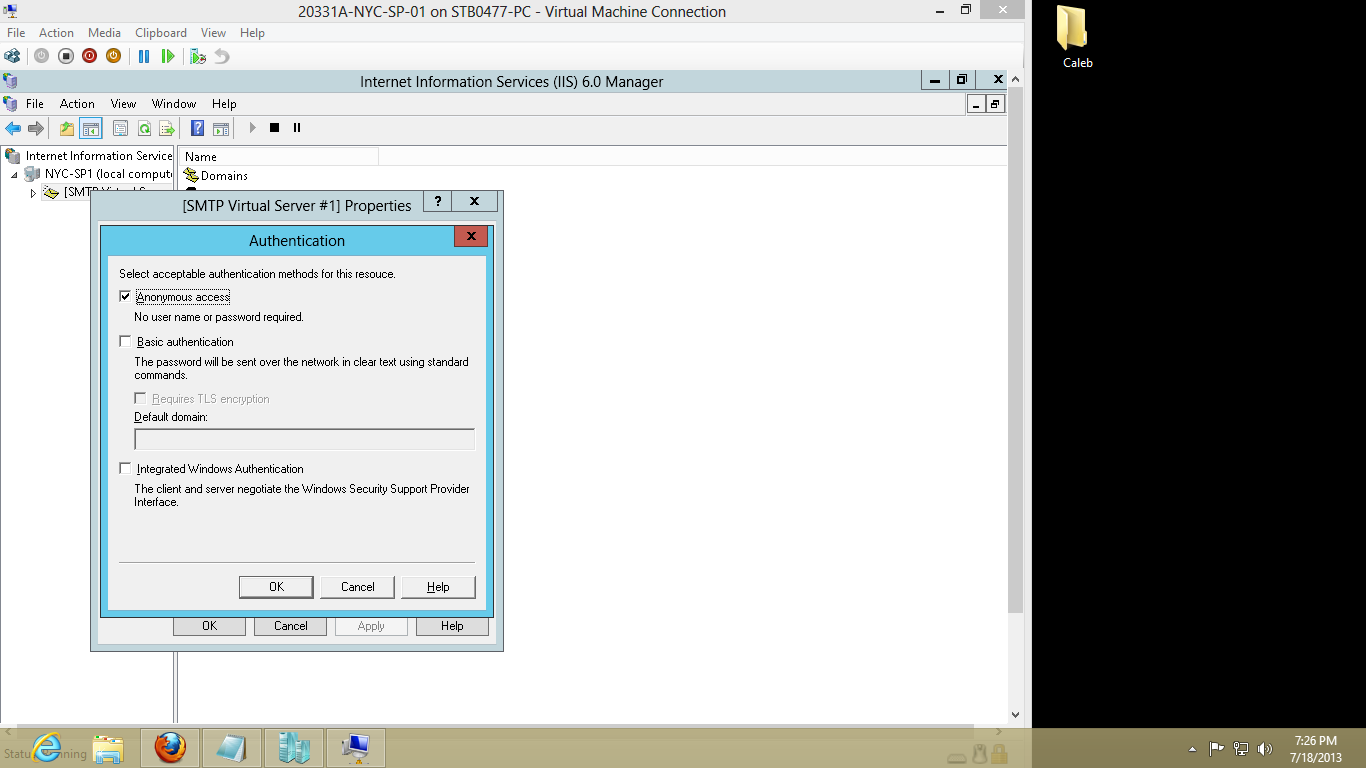 20331A-NYC-SP-01 on STB0477-PC - Virtual Machine Connection
File Action Media Clipboard View Help
Internet Information Services (IIS) 6.0 Manager
File Action View Window Help
Internet Information Service
NYC-SP1 (local comput
[SMTP Virtual S
Name
Domains
[SMTP Virtual Server #1] Properties
Authentication
Select acceptable authentication methods for this resouce.
Anonymous access
No user name or password required.
Basic authentication
The password will be sent over the network in clear text using standard
commands.
Requires TLS encryption
Default domain:
Integrated Windows Authentication
The client and server negotiate the Windows Security Support Provider
Interface.
OK Cancel Help
OK Cancel Apply Help
Caleb
7:26 PM
7/18/2013